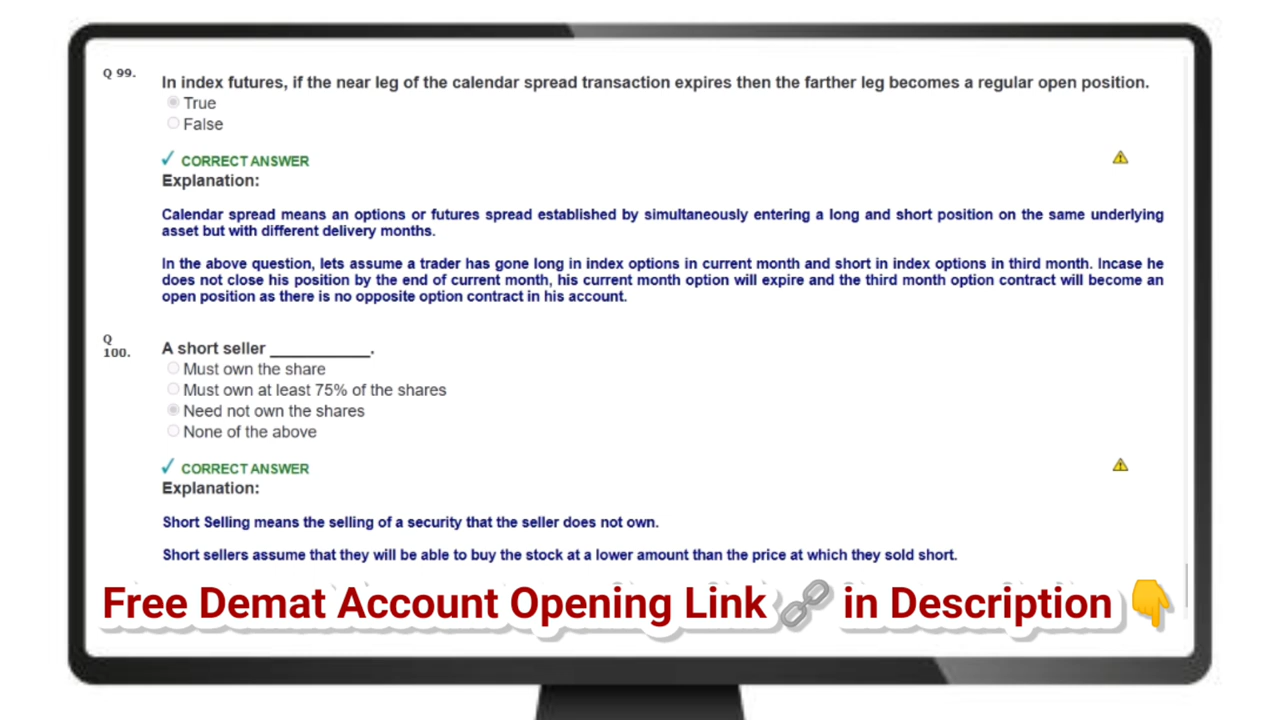 Q 99.
In index futures, if the near leg of the calendar spread transaction expires then the farther leg becomes a regular open position.
True
False
✓ CORRECT ANSWER
Explanation:
Calendar spread means an options or futures spread established by simultaneously entering a long and short position on the same underlying
asset but with different delivery months.
In the above question, lets assume a trader has gone long in index options in current month and short in index options in third month. Incase he
does not close his position by the end of current month, his current month option will expire and the third month option contract will become an
open position as there is no opposite option contract in his account.
Q
100.
A short seller ___________.
Must own the share
Must own at least 75% of the shares
Need not own the shares
None of the above
✓ CORRECT ANSWER
Explanation:
Short Selling means the selling of a security that the seller does not own.
Short sellers assume that they will be able to buy the stock at a lower amount than the price at which they sold short.
Free Demat Account Opening Link 🔗 in Description 👇